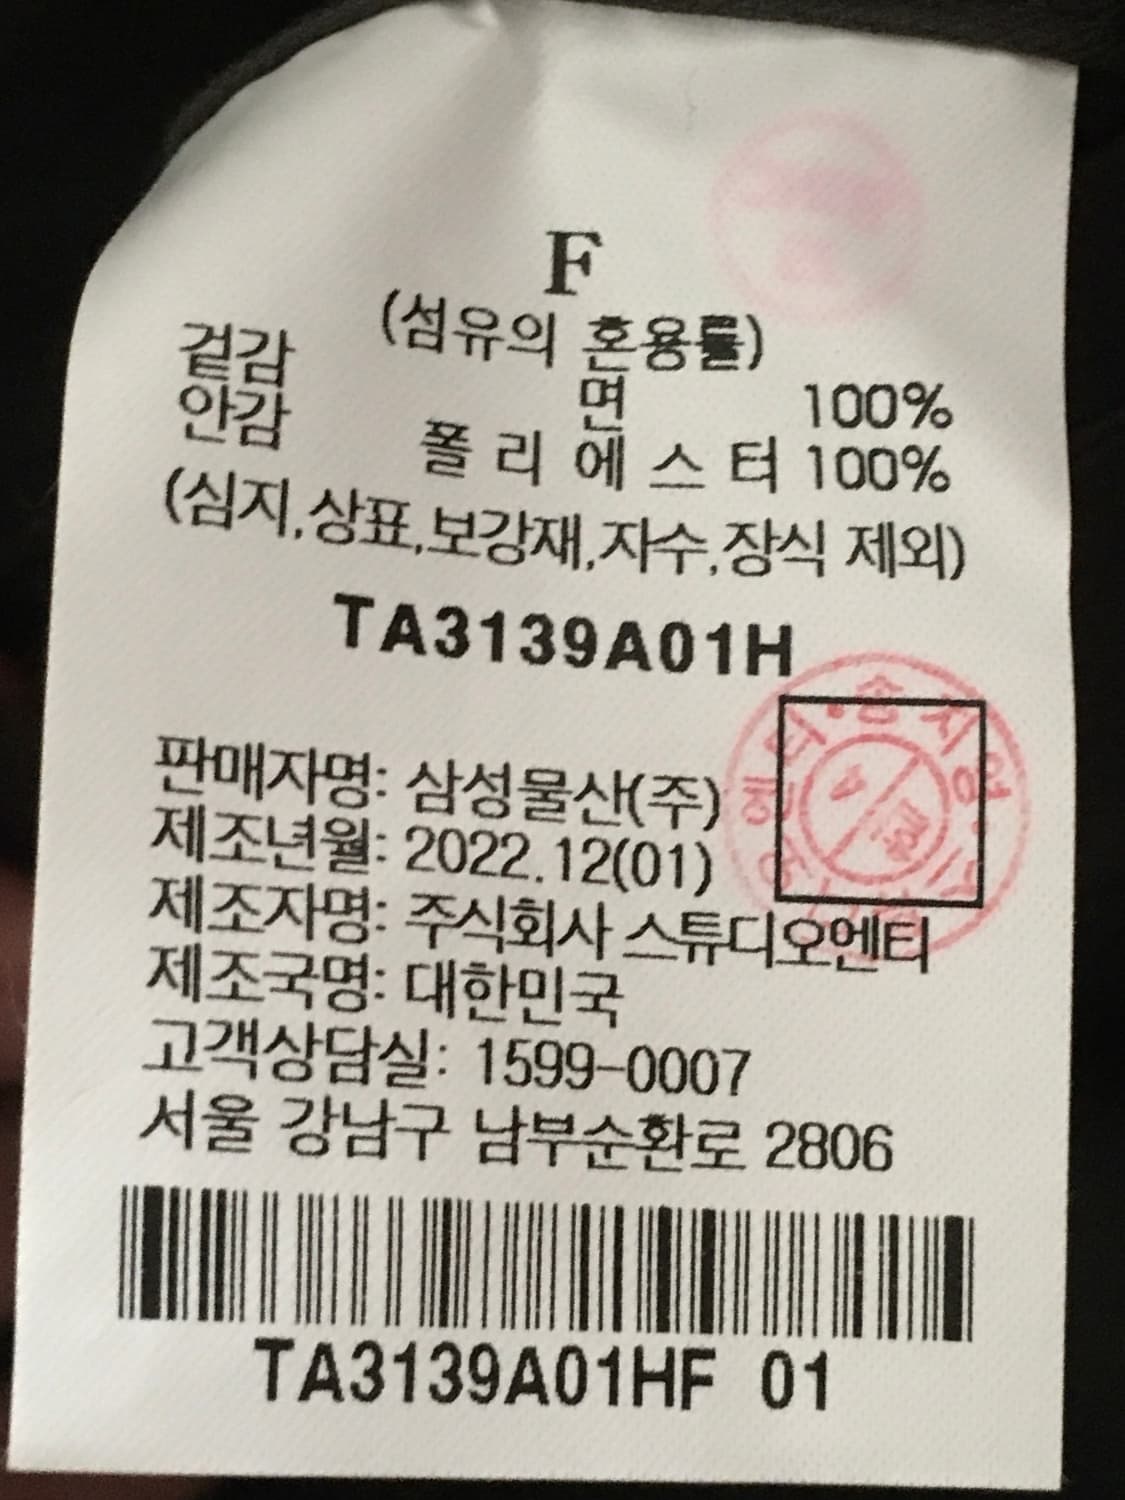 F
(섬유의 혼용률)
겉감 면 100%
안감 폴리에스터 100%
(심지,상표,보강재,자수,장식 제외)
TA3139A01H
판매자명: 삼성물산(주)
제조년월: 2022.12(01)
제조자명: 주식회사 스튜디오엔티
제조국명: 대한민국
고객상담실: 1599-0007
서울 강남구 남부순환로 2806
TA3139A01HF 01